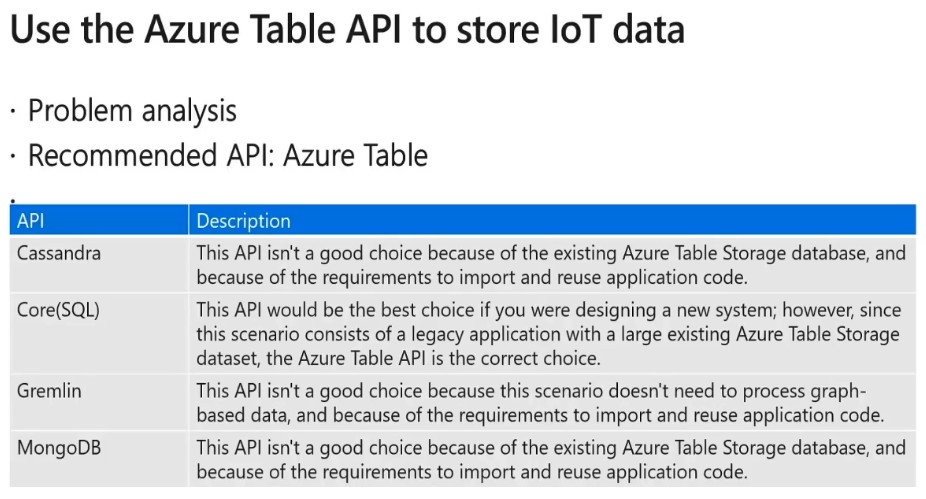 Use the Azure Table API to store IoT data
· Problem analysis
· Recommended API: Azure Table
·
API Description
Cassandra This API isn't a good choice because of the existing Azure Table Storage database, and
because of the requirements to import and reuse application code.
Core(SQL) This API would be the best choice if you were designing a new system; however, since
this scenario consists of a legacy application with a large existing Azure Table Storage
dataset, the Azure Table API is the correct choice.
Gremlin This API isn't a good choice because this scenario doesn't need to process graph-
based data, and because of the requirements to import and reuse application code.
MongoDB This API isn't a good choice because of the existing Azure Table Storage database, and
because of the requirements to import and reuse application code.